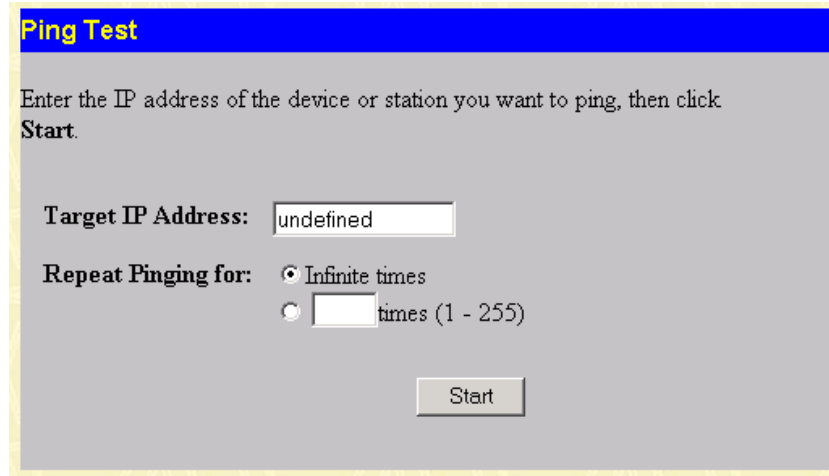 Ping Test
Enter the IP address of the device or station you want to ping, then click
Start.
Target IP Address: undefined
Repeat Pinging for: Infinite times
times (1 - 255)
Start